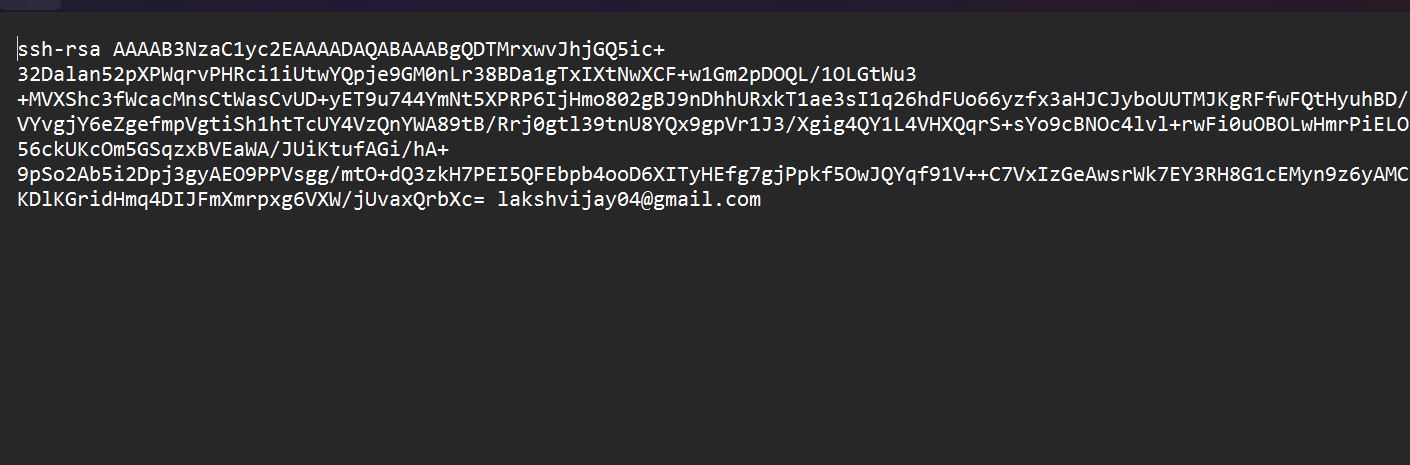 ssh-rsa AAAAB3NzaC1yc2EAAAADAQABAAABgQDTMrxwvJhjGQ5ic+
32Dalan52pXPWqrvPHRci1iUtwYQpje9GM0nLr38BDa1gTxIXtNwXCF+w1Gm2pDOQL/1OLGtWu3
+MVXShc3fWcacMnsCtWasCvUD+yET9u744YmNt5XPRP6IjHmo802gBJ9nDhhURxkT1ae3sI1q26hdFUo66yzfx3aHJCJyboUUTMJKgRFfwFQtHyuhBD/
VYvgjY6eZgefmpVgtiSh1htTcUY4VzQnYWA89tB/Rrj0gtl39tnU8YQx9gpVr1J3/Xgig4QY1L4VHXQqrS+sYo9cBNOc4lvl+rwFi0uOBOLwHmrPiELO
56ckUKcOm5GSqzxBVEaWA/JUiKtufAGi/hA+
9pSo2Ab5i2Dpj3gyAEO9PPVsgg/mtO+dQ3zkH7PEI5QFEbpb4ooD6XITyHEfg7gjPpkf5OwJQYqf91V++C7VxIzGeAwsrWk7EY3RH8G1cEMyn9z6yAMC
KDlKGridHmq4DIJFmXmrpxg6VXW/jUvaxQrbXc= lakshvijay04@gmail.com